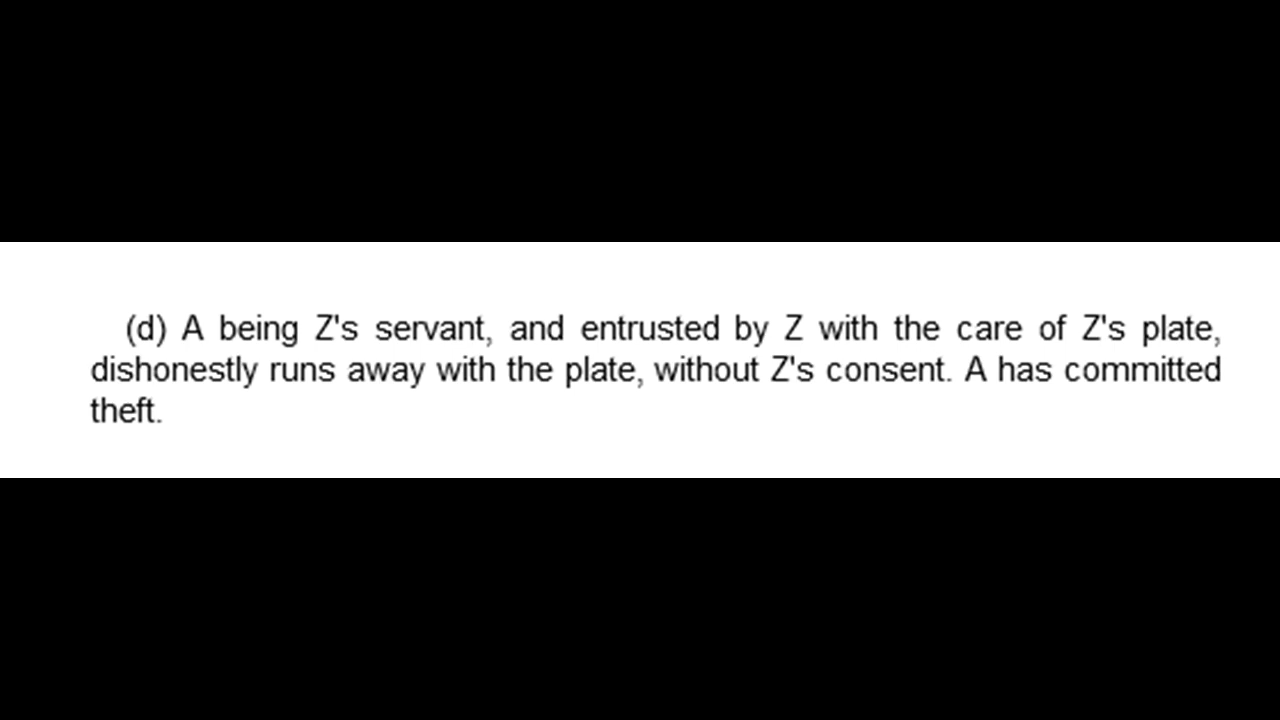 (d) A being Z's servant, and entrusted by Z with the care of Z's plate,
dishonestly runs away with the plate, without Z's consent. A has committed
theft.